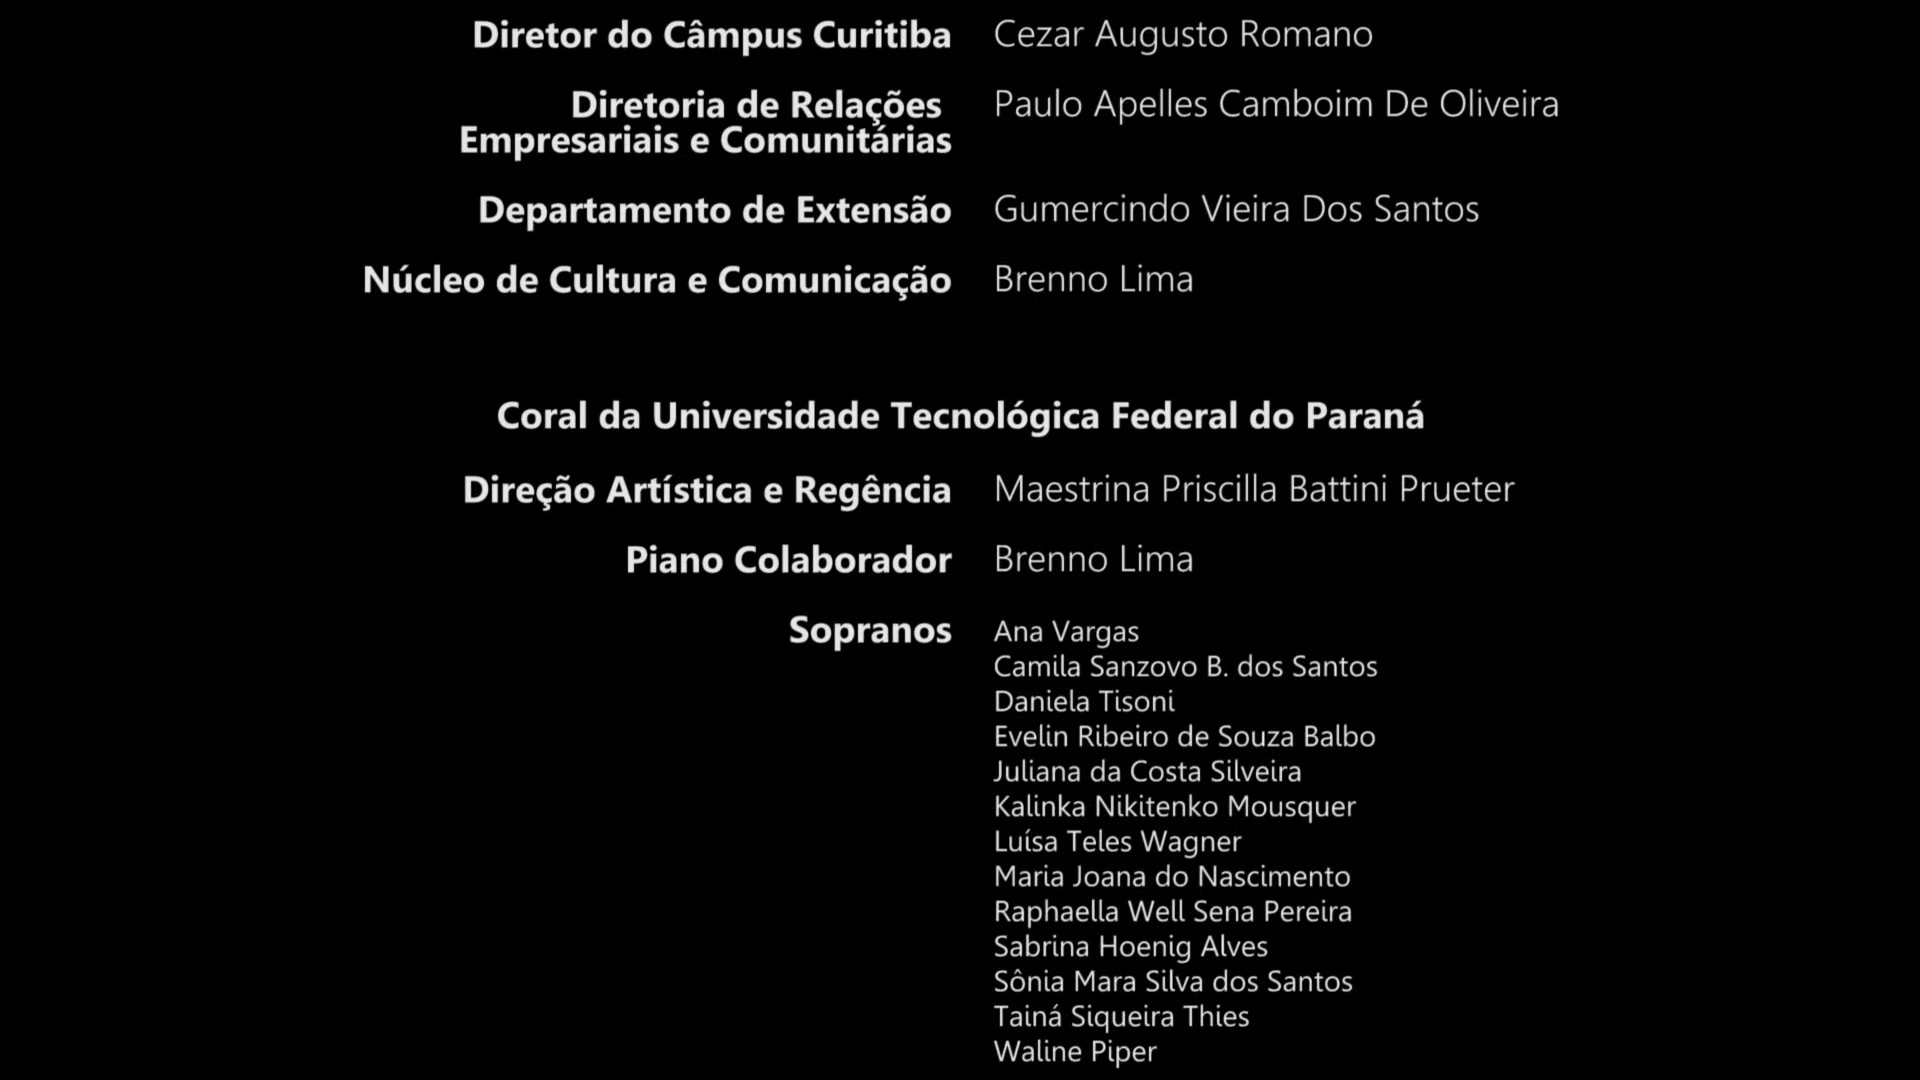 Diretor do Câmpus Curitiba Cezar Augusto Romano
Diretoria de Relações Paulo Apelles Camboim De Oliveira
Empresariais e Comunitárias
Departamento de Extensão Gumercindo Vieira Dos Santos
Núcleo de Cultura e Comunicação Brenno Lima
Coral da Universidade Tecnológica Federal do Paraná
Direção Artística e Regência Maestrina Priscilla Battini Prueter
Piano Colaborador Brenno Lima
Sopranos Ana Vargas
Camila Sanzovo B. dos Santos
Daniela Tisoni
Evelin Ribeiro de Souza Balbo
Juliana da Costa Silveira
Kalinka Nikitenko Mousquer
Luísa Teles Wagner
Maria Joana do Nascimento
Raphaella Well Sena Pereira
Sabrina Hoenig Alves
Sônia Mara Silva dos Santos
Tainá Siqueira Thies
Waline Piper